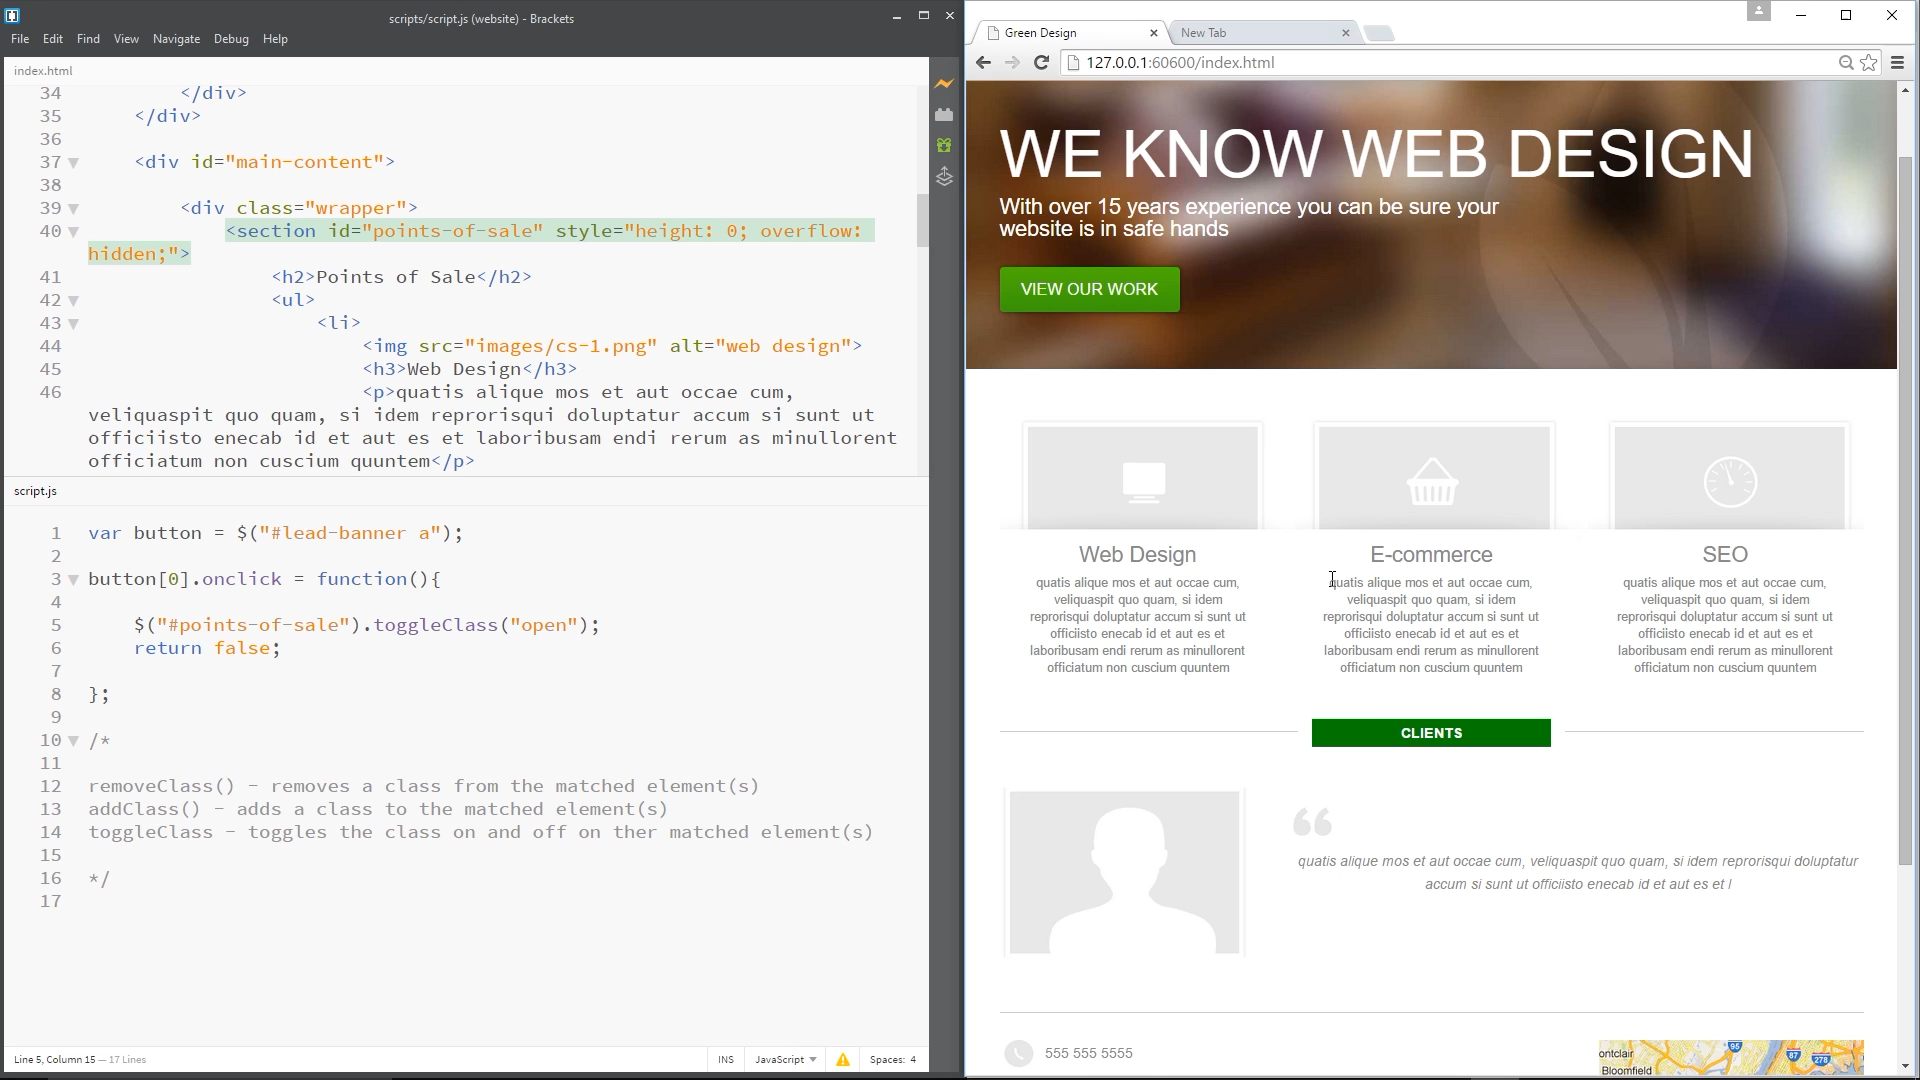 scripts/script.js (website) - Brackets
File Edit Find View Navigate Debug Help
index.html
34 </div>
35 </div>
36
37 <div id="main-content">
38
39 <div class="wrapper">
40 <section id="points-of-sale" style="height: 0; overflow:
hidden;">
41 <h2>Points of Sale</h2>
42 <ul>
43 <li>
44 <img src="images/cs-1.png" alt="web design">
45 <h3>Web Design</h3>
46 <p>quatis alique mos et aut occae cum,
veliquaspit quo quam, si idem reprorisqui doluptatur accum si sunt ut
officiisto enecab id et aut es et laboribusam endi rerum as minullorent
officiatum non cuscium quuntem</p>
script.js
1 var button = $("#lead-banner a");
2
3 button[0].onclick = function(){
4
5 $("#points-of-sale").toggleClass("open");
6 return false;
7
8 };
9
10 /*
11
12 removeClass() - removes a class from the matched element(s)
13 addClass() - adds a class to the matched element(s)
14 toggleClass - toggles the class on and off on ther matched element(s)
15
16 */
17
Line 5, Column 15 — 17 Lines
INS JavaScript Spaces: 4
Green Design
New Tab
127.0.0.1:60600/index.html
WE KNOW WEB DESIGN
With over 15 years experience you can be sure your
website is in safe hands
VIEW OUR WORK
Web Design
quatis alique mos et aut occae cum,
veliquaspit quo quam, si idem
reprorisqui doluptatur accum si sunt ut
officiisto enecab id et aut es et
laboribusam endi rerum as minullorent
officiatum non cuscium quuntem
E-commerce
quatis alique mos et aut occae cum,
veliquaspit quo quam, si idem
reprorisqui doluptatur accum si sunt ut
officiisto enecab id et aut es et
laboribusam endi rerum as minullorent
officiatum non cuscium quuntem
SEO
quatis alique mos et aut occae cum,
veliquaspit quo quam, si idem
reprorisqui doluptatur accum si sunt ut
officiisto enecab id et aut es et
laboribusam endi rerum as minullorent
officiatum non cuscium quuntem
CLIENTS
“
quatis alique mos et aut occae cum, veliquaspit quo quam, si idem reprorisqui doluptatur
accum si sunt ut officiisto enecab id et aut es et l
555 555 5555
ontclair
Bloomfield
95
87
278